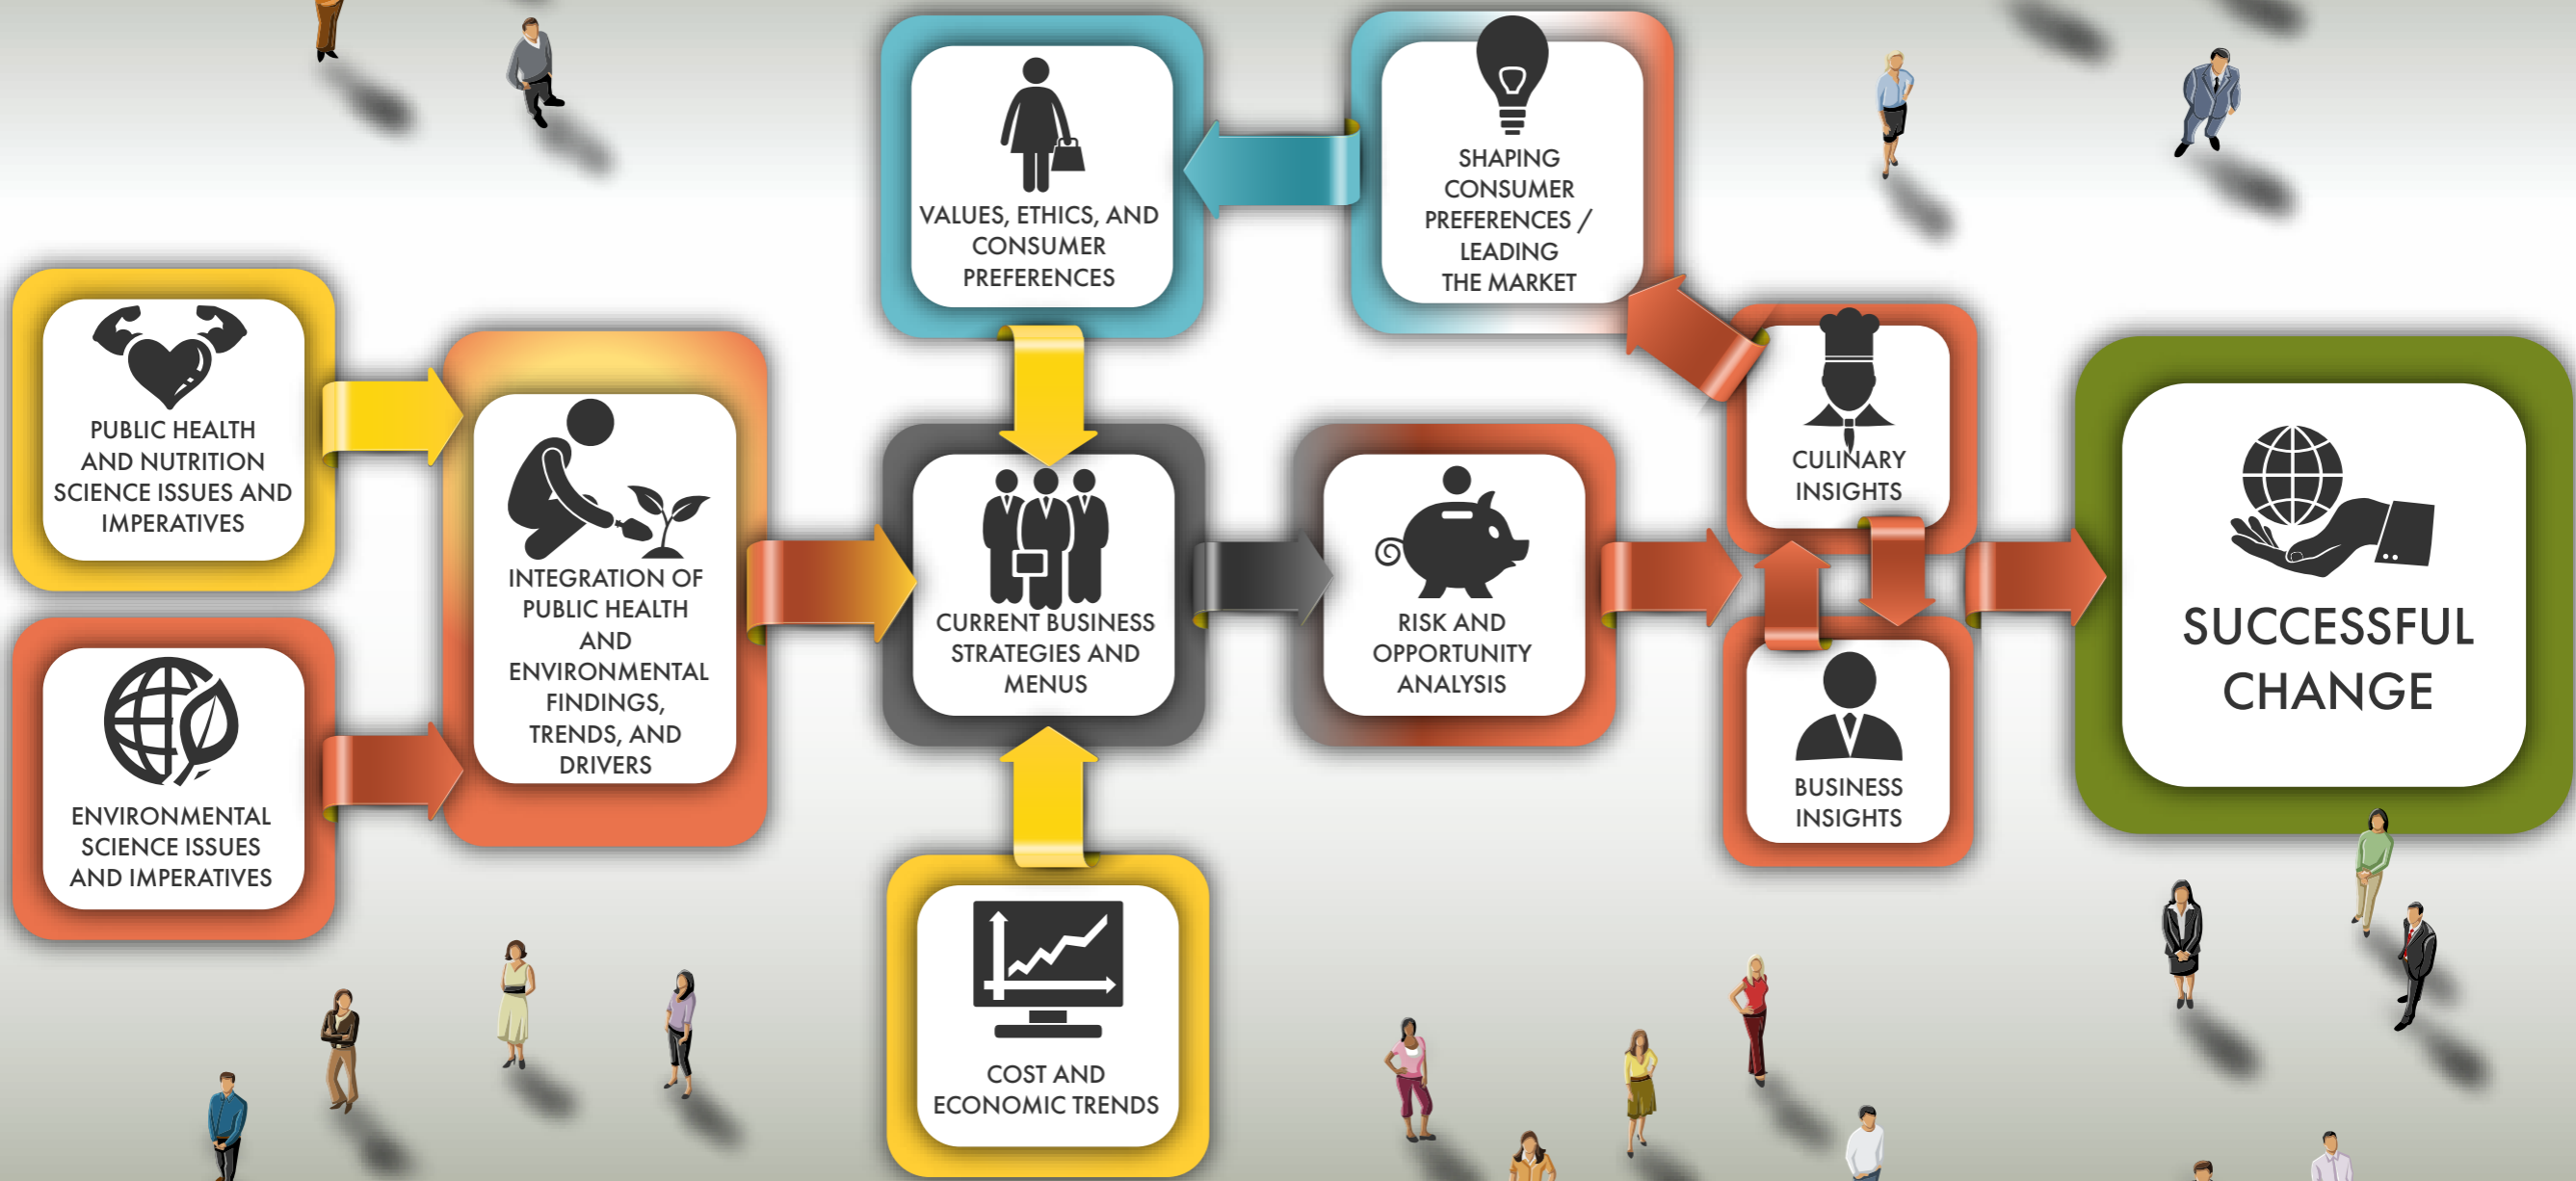 VALUES, ETHICS, AND
CONSUMER
PREFERENCES
SHAPING
CONSUMER
PREFERENCES /
LEADING
THE MARKET
PUBLIC HEALTH
AND NUTRITION
SCIENCE ISSUES AND
IMPERATIVES
ENVIRONMENTAL
SCIENCE ISSUES
AND IMPERATIVES
INTEGRATION OF
PUBLIC HEALTH
AND
ENVIRONMENTAL
FINDINGS,
TRENDS, AND
DRIVERS
CURRENT BUSINESS
STRATEGIES AND
MENUS
RISK AND
OPPORTUNITY
ANALYSIS
CULINARY
INSIGHTS
BUSINESS
INSIGHTS
SUCCESSFUL
CHANGE
COST AND
ECONOMIC TRENDS